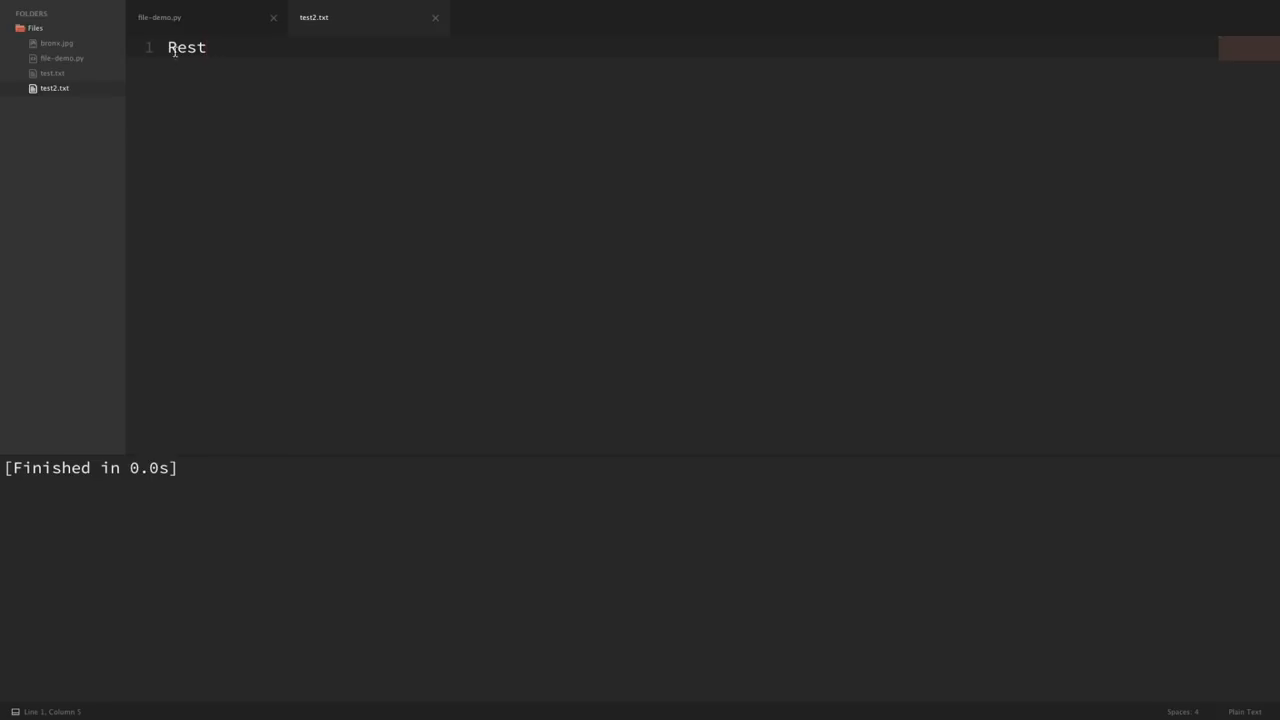 FOLDERS
Files
bronx.jpg
file-demo.py
test.txt
test2.txt
file-demo.py
test2.txt
1 Rest
[Finished in 0.0s]
Line 1, Column 5
Spaces: 4
Plain Text